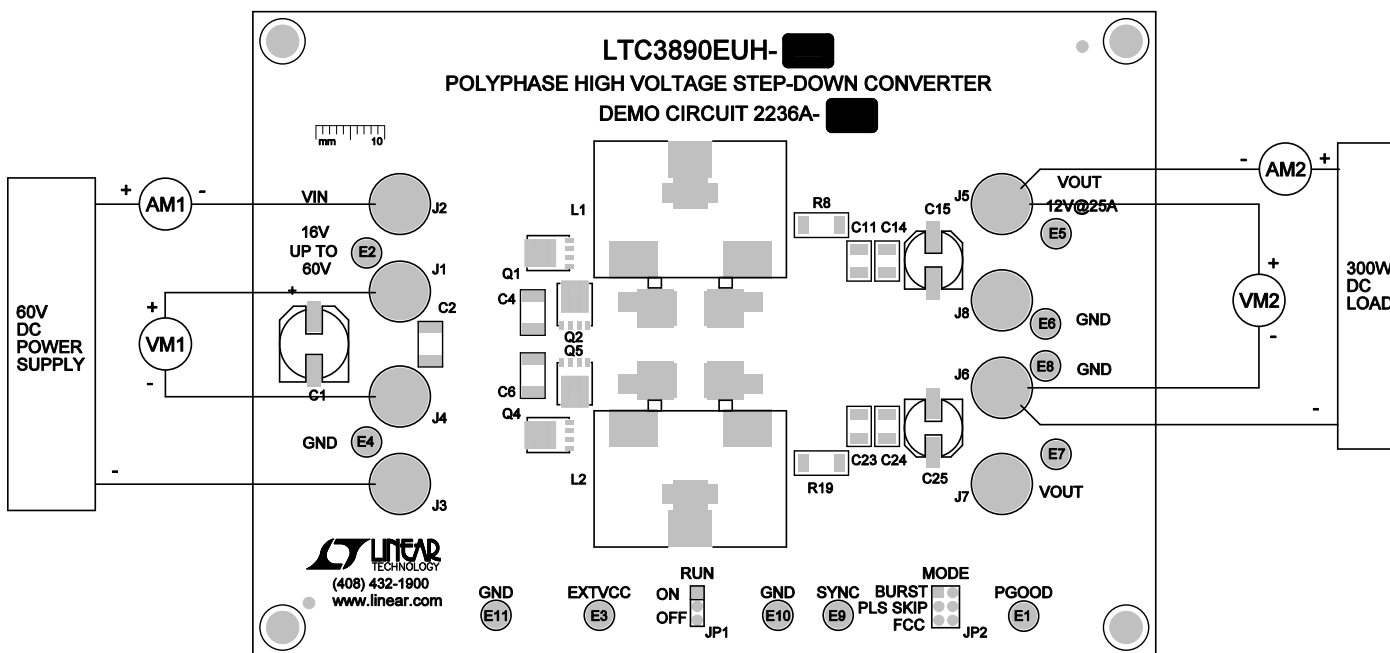 LTC3890EUH-
POLYPHASE HIGH VOLTAGE STEP-DOWN CONVERTER
DEMO CIRCUIT 2236A-
mm 10
60V
DC
POWER
SUPPLY
+ AM1 -
+
VM1
-
-
VIN
16V
UP TO
60V
E2
J2
J1
+
C1
C2
J4
GND E4
J3
L1
Q1
C4
Q2
Q5
C6
Q4
L2
R8
C11 C14
C15
R19
C23 C24
C25
J5
VOUT
12V@25A
E5
J8
E6 GND
E8 GND
J6
E7
J7
VOUT
- AM2 +
+
VM2
-
-
300W
DC
LOAD
LINEAR
TECHNOLOGY
(408) 432-1900
www.linear.com
GND
E11
EXTVCC
E3
RUN
ON
OFF
JP1
GND
E10
SYNC
E9
MODE
BURST
PLS SKIP
FCC
JP2
PGOOD
E1